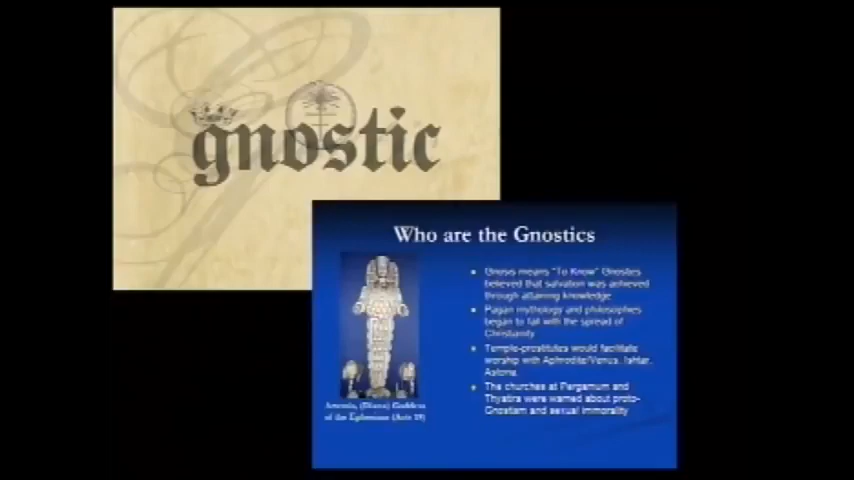 gnostic
Who are the Gnostics
Gnosis means "To Know" Gnostics
believed that salvation was achieved
through attaining knowledge
Pagan mythology and philosophies
began to fall with the spread of
Christianity
Temple-prostitutes would facilitate
worship with Aphrodite/Venus, Ishtar,
The churches at Pergamum and
Thyatira were warned about proto-
Gnostism and sexual immorality
Artemis, (Diana) Goddess
of the Ephesians (Acts 19)